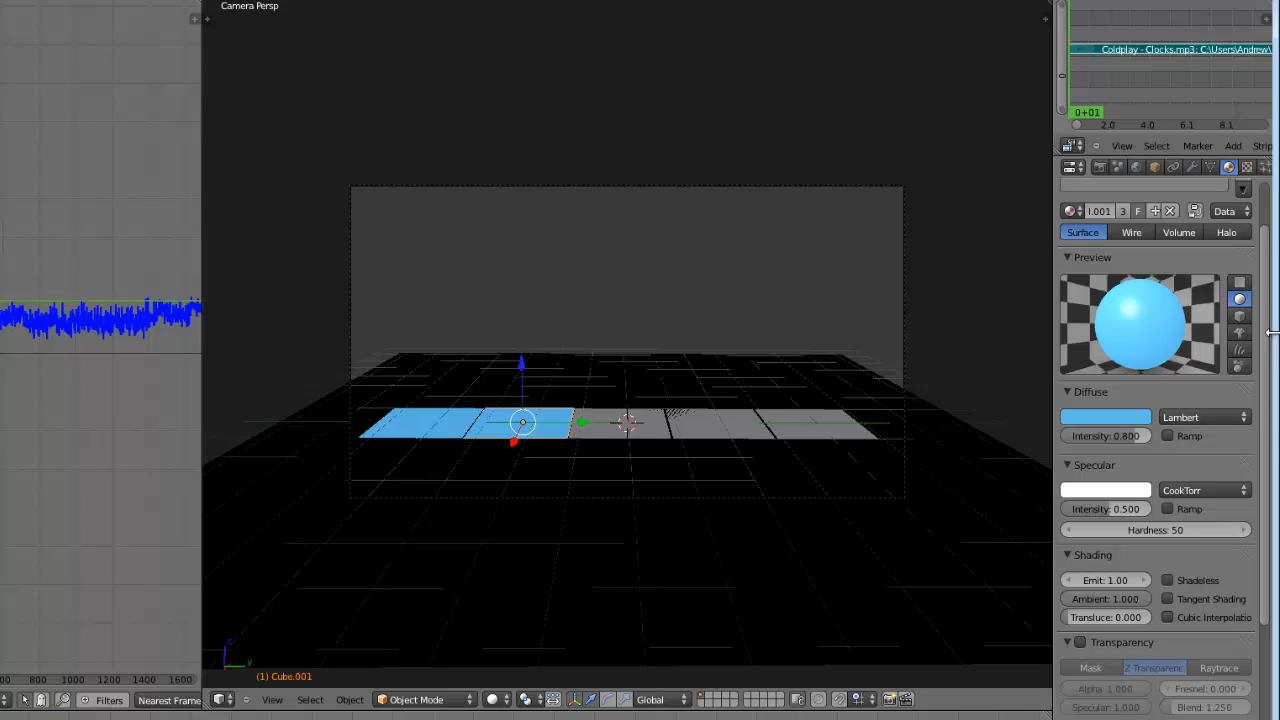 Camera Persp
Coldplay - Clocks.mp3: C:\Users\Andrew\
0+01
2.0 4.0 6.1 8.1
View Select Marker Add Strip
I.001 3 F Data
Surface Wire Volume Halo
Preview
Diffuse
Lambert
Intensity: 0.800 Ramp
Specular
CookTorr
Intensity: 0.500 Ramp
Hardness: 50
Shading
Emit: 1.00 Shadeless
Ambient: 1.000 Tangent Shading
Transluce: 0.000 Cubic Interpolatio
Transparency
Mask Z Transparenc Raytrace
Alpha: 1.000 Fresnel: 0.000
Specular: 1.000 Blend: 1.250
z
y
(1) Cube.001
00 800 1000 1200 1400 1600
Filters Nearest Frame
View Select Object Object Mode Global